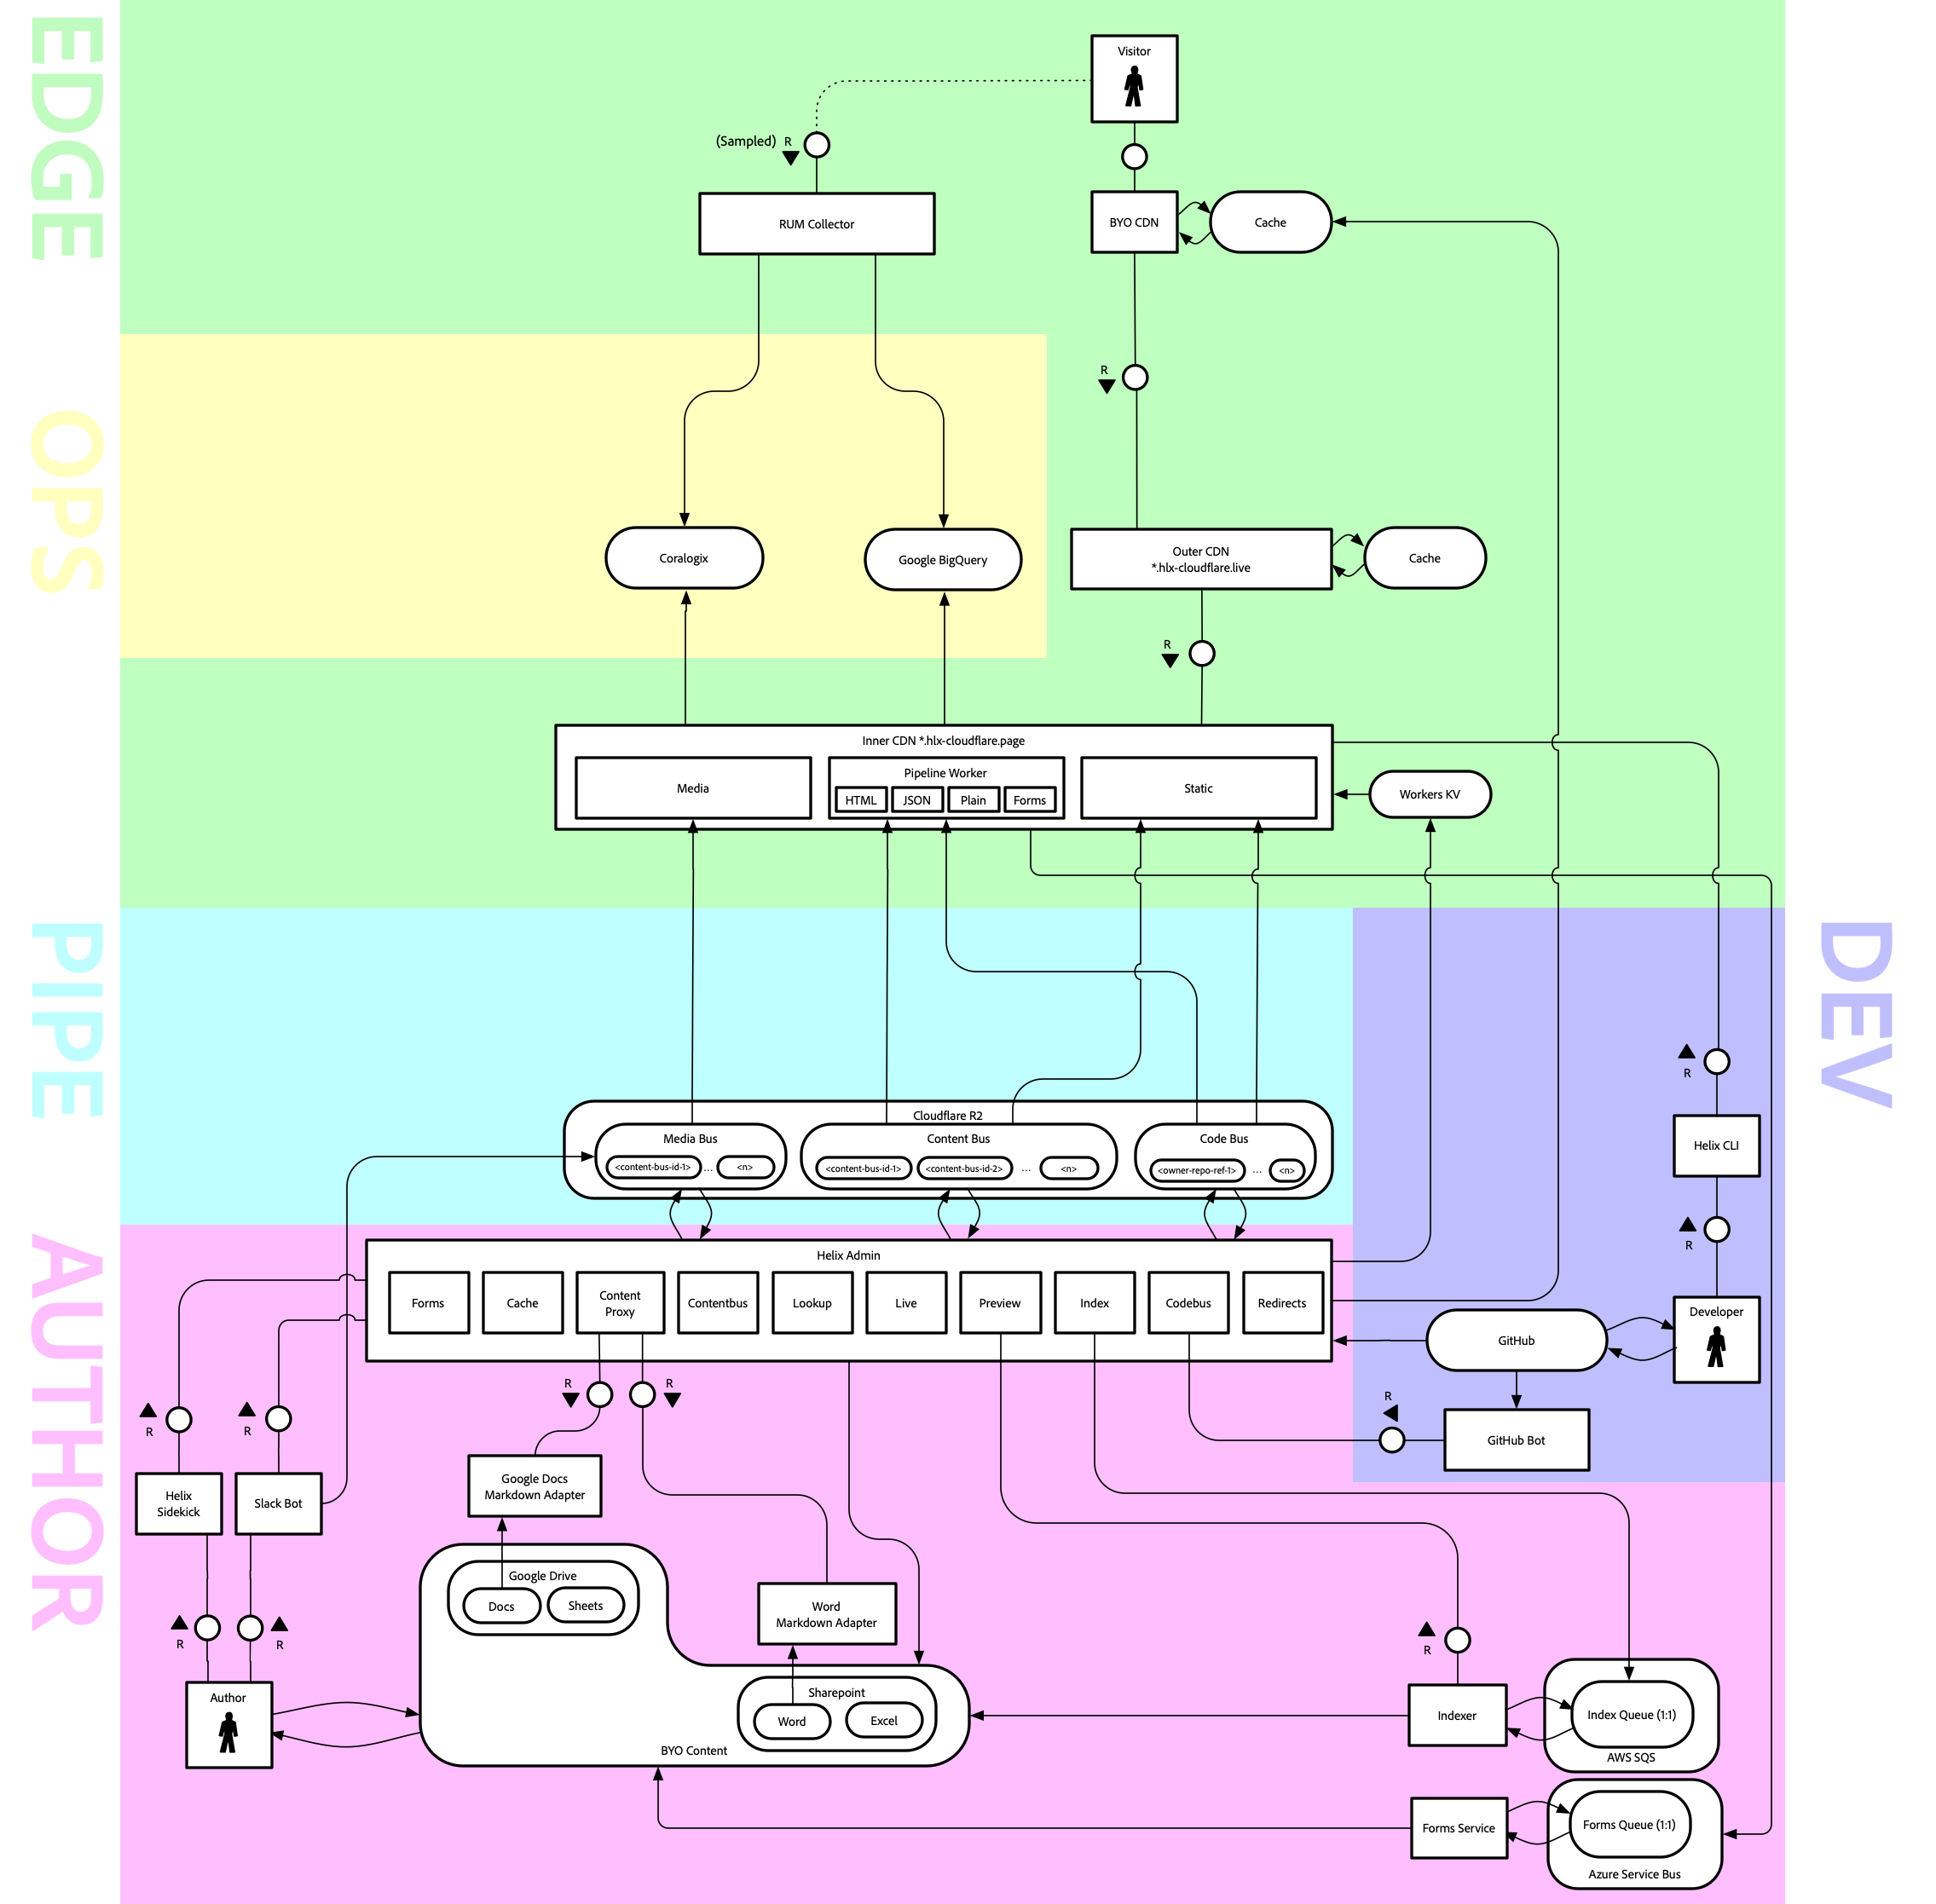 EDGE
OPS
PIPE
AUTHOR
DEV
Visitor
(Sampled)
R
RUM Collector
BYO CDN
Cache
R
Coralogix
Google BigQuery
Outer CDN
*.hlx-cloudflare.live
Cache
R
Inner CDN *.hlx-cloudflare.page
Media
Pipeline Worker
HTML
JSON
Plain
Forms
Static
Workers KV
R
Helix CLI
R
Developer
Cloudflare R2
Media Bus
<content-bus-id-1>
...
<n>
Content Bus
<content-bus-id-1>
<content-bus-id-2>
...
<n>
Code Bus
<owner-repo-ref-1>
...
<n>
Helix Admin
Forms
Cache
Content
Proxy
Contentbus
Lookup
Live
Preview
Index
Codebus
Redirects
GitHub
R
GitHub Bot
R
R
R
R
Helix
Sidekick
Slack Bot
Google Docs
Markdown Adapter
Google Drive
Docs
Sheets
Word
Markdown Adapter
R
R
R
Author
Sharepoint
Word
Excel
BYO Content
Indexer
Index Queue (1:1)
AWS SQS
Forms Service
Forms Queue (1:1)
Azure Service Bus